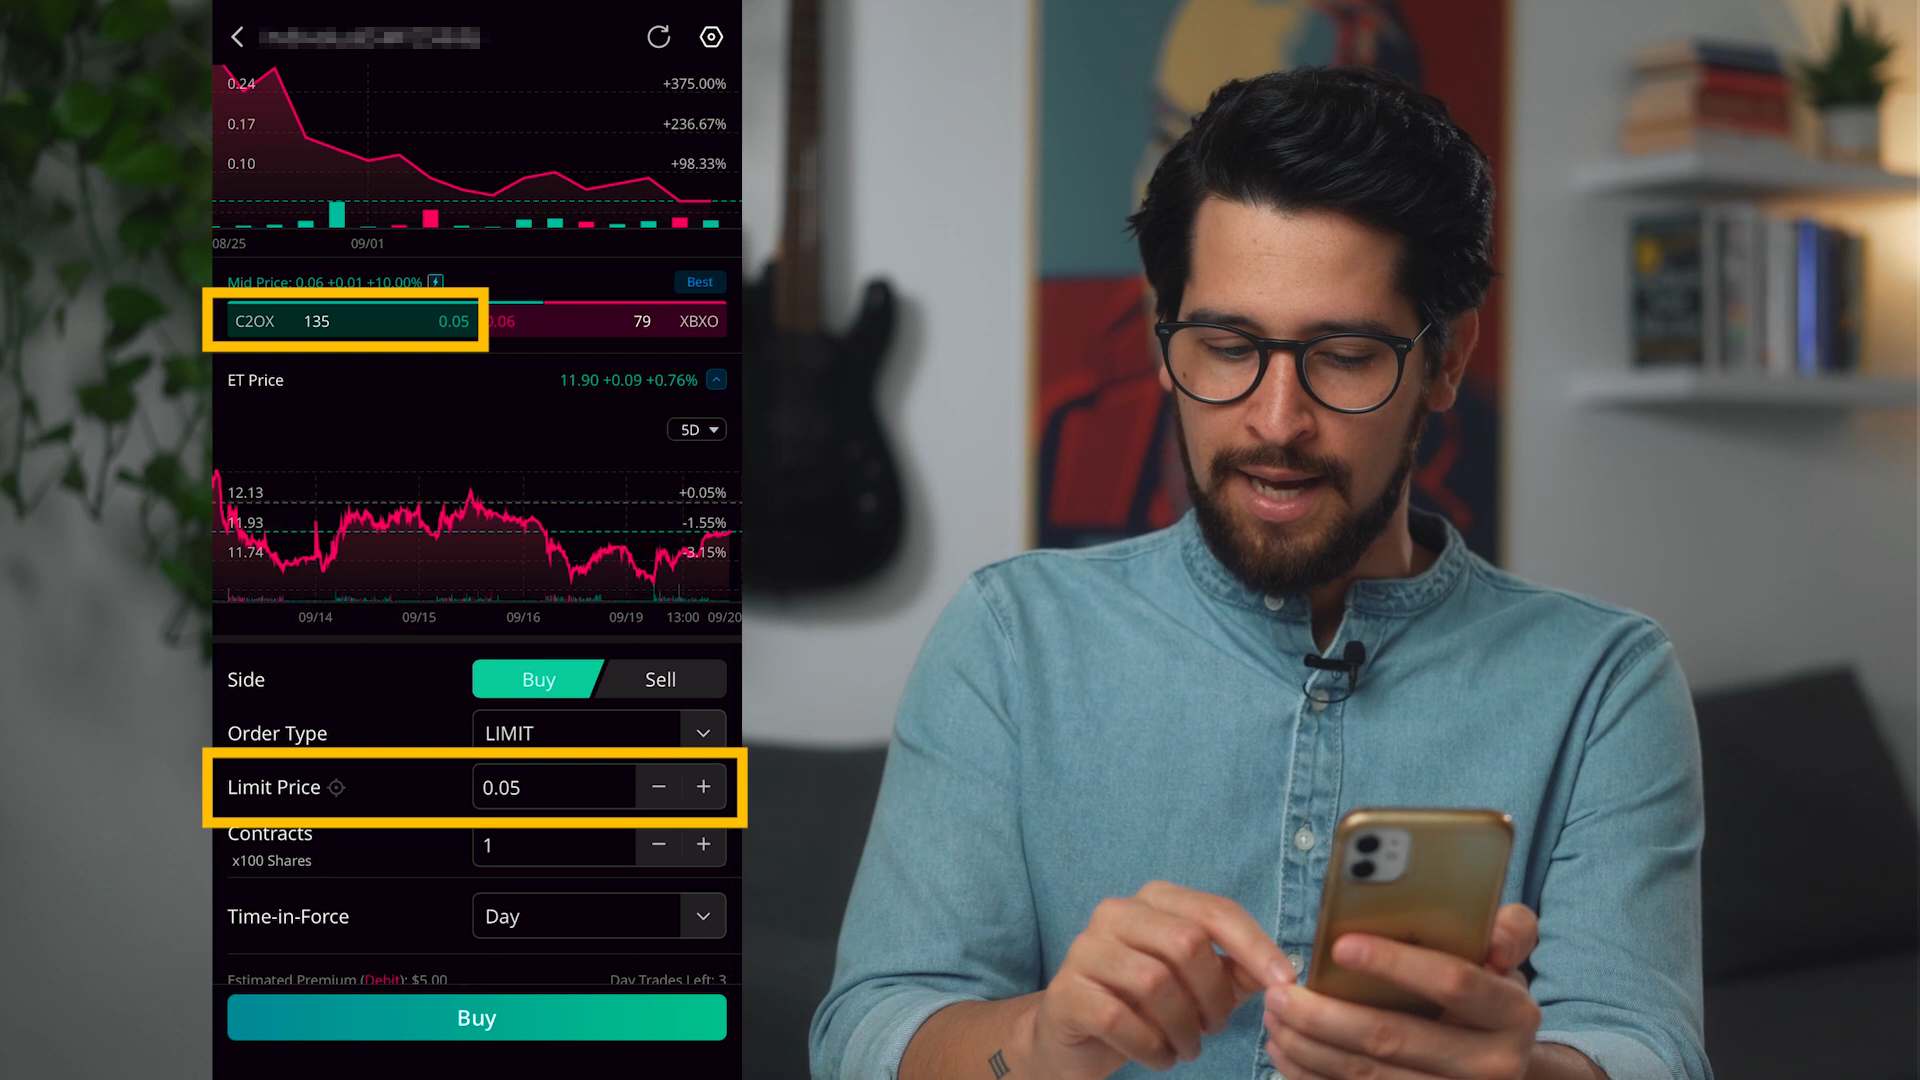 0.24 +375.00%
0.17 +236.67%
0.10 +98.33%
08/25 09/01
Mid Price: 0.06 +0.01 +10.00% Best
C2OX 135 0.05 0.06 79 XBXO
ET Price 11.90 +0.09 +0.76%
5D
12.13 +0.05%
11.93 -1.55%
11.74 -3.15%
09/14 09/15 09/16 09/19 13:00 09/20
Side Buy Sell
Order Type LIMIT
Limit Price 0.05
Contracts 1
x100 Shares
Time-in-Force Day
Estimated Premium (Debit): $5.00 Day Trades Left: 3
Buy